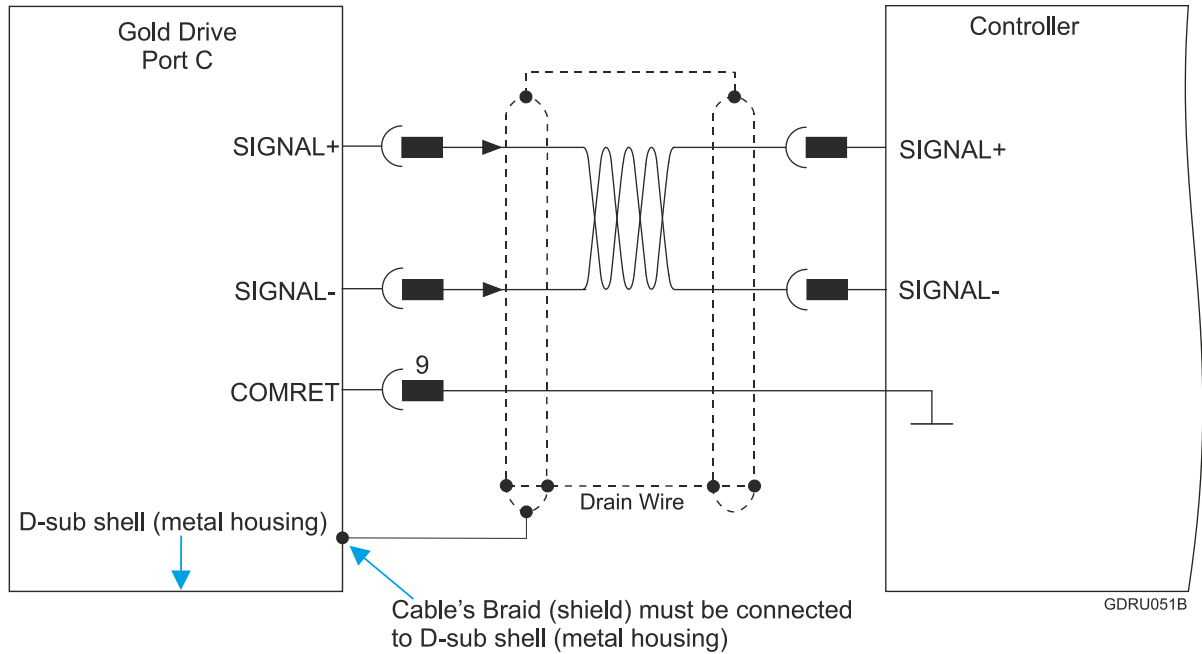 Gold Drive
Port C
Controller
SIGNAL+
SIGNAL+
SIGNAL-
SIGNAL-
9
COMRET
Drain Wire
D-sub shell (metal housing)
Cable's Braid (shield) must be connected
to D-sub shell (metal housing)
GDRU051B